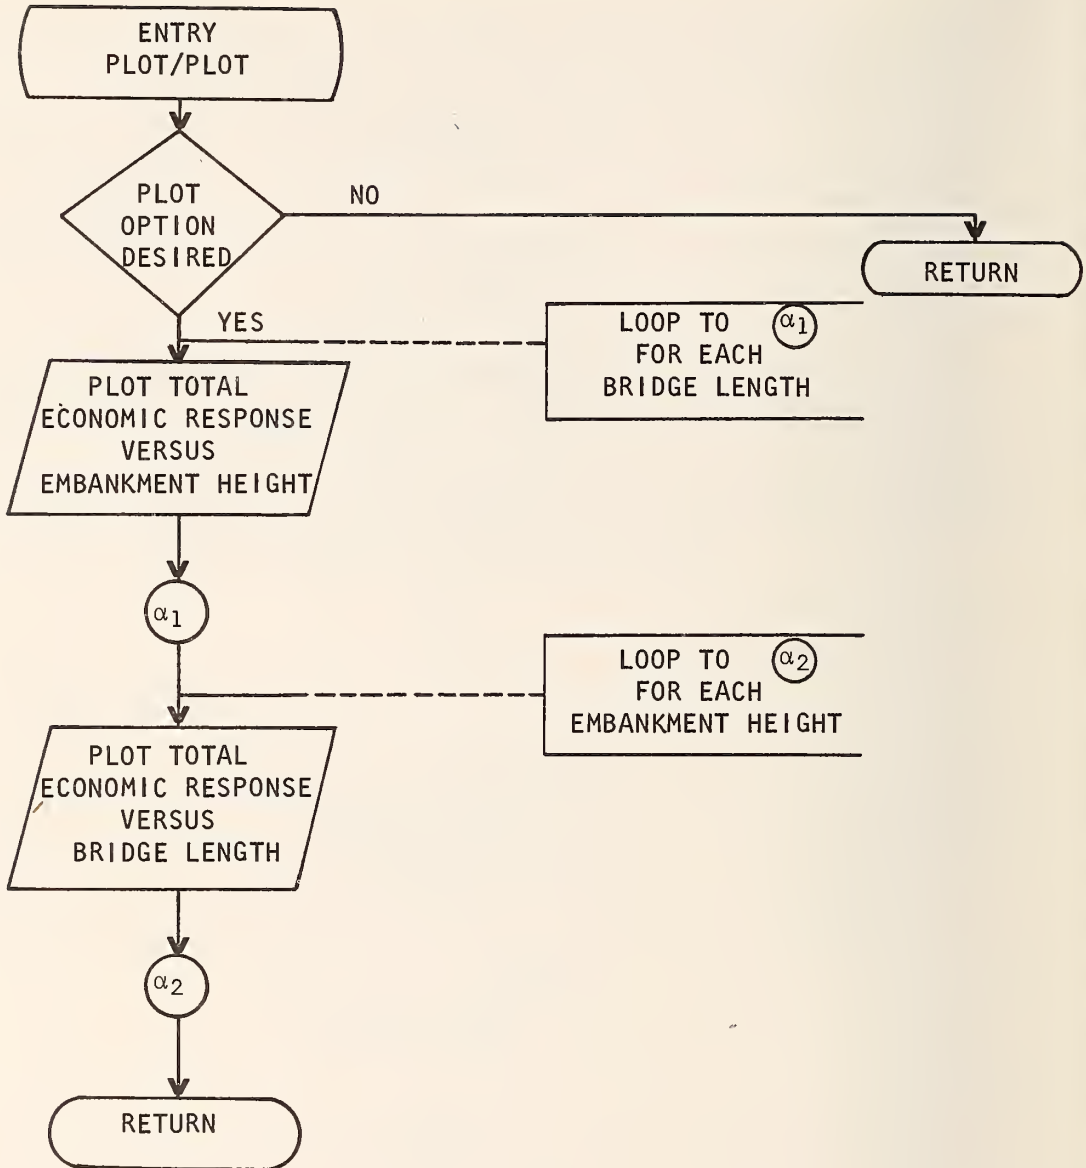 ENTRY
PLOT/PLOT
PLOT
OPTION
DESIRED
NO
RETURN
YES
LOOP TO α1
FOR EACH
BRIDGE LENGTH
PLOT TOTAL
ECONOMIC RESPONSE
VERSUS
EMBANKMENT HEIGHT
α1
LOOP TO α2
FOR EACH
EMBANKMENT HEIGHT
PLOT TOTAL
ECONOMIC RESPONSE
VERSUS
BRIDGE LENGTH
α2
RETURN